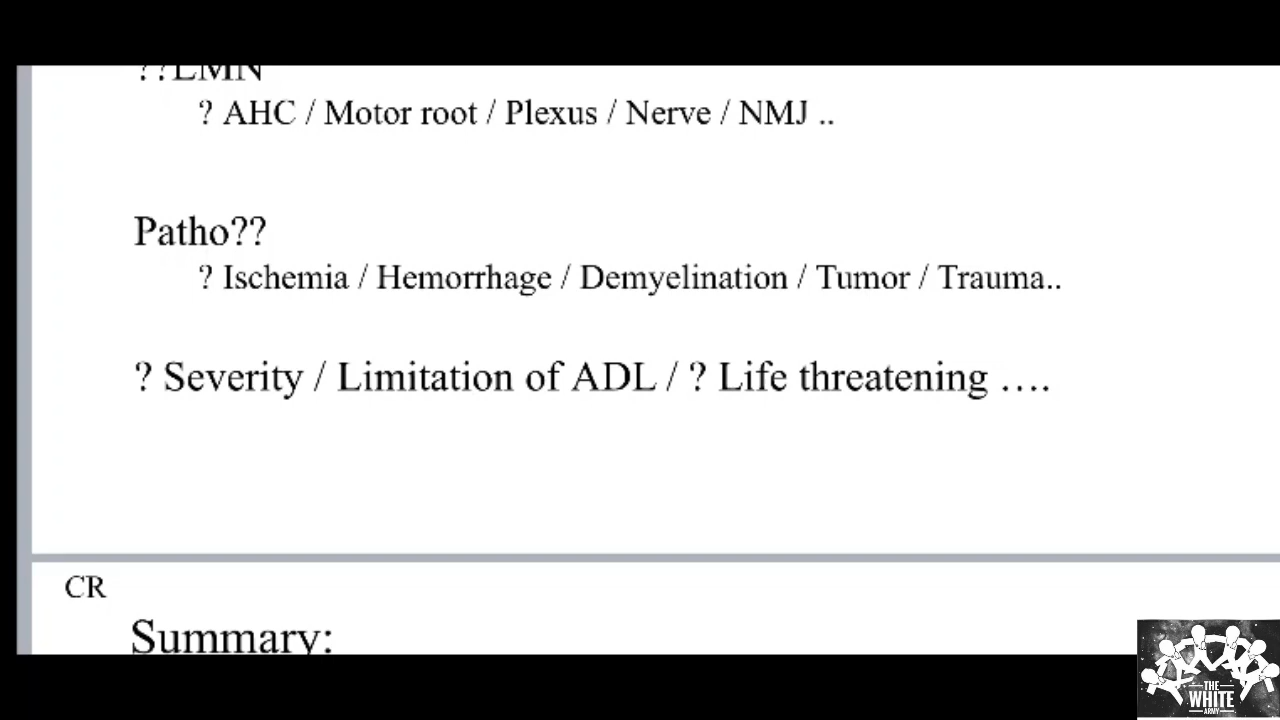 ??LMN
? AHC / Motor root / Plexus / Nerve / NMJ ..
Patho??
? Ischemia / Hemorrhage / Demyelination / Tumor / Trauma..
? Severity / Limitation of ADL / ? Life threatening ….
CR
Summary:
THE
WHITE
ARMY